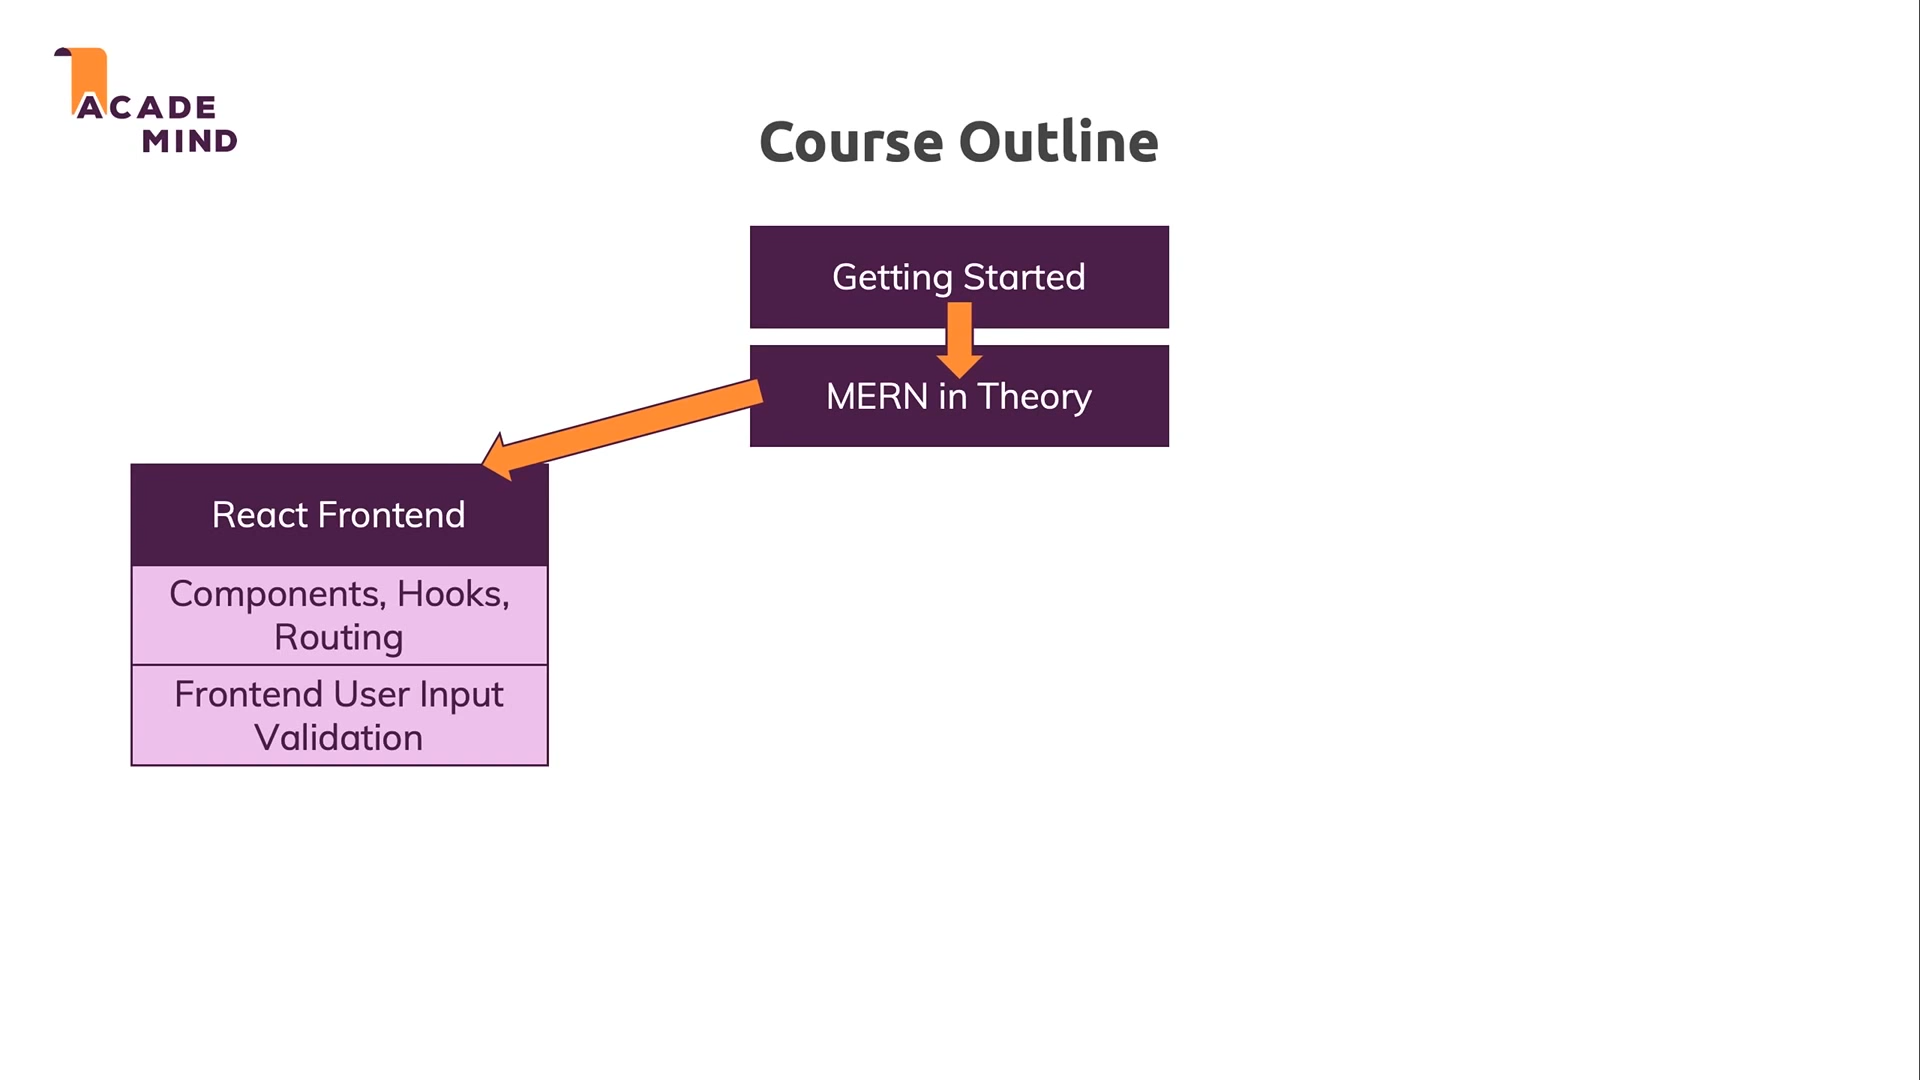 ACADE
MIND
Course Outline
Getting Started
MERN in Theory
React Frontend
Components, Hooks,
Routing
Frontend User Input
Validation